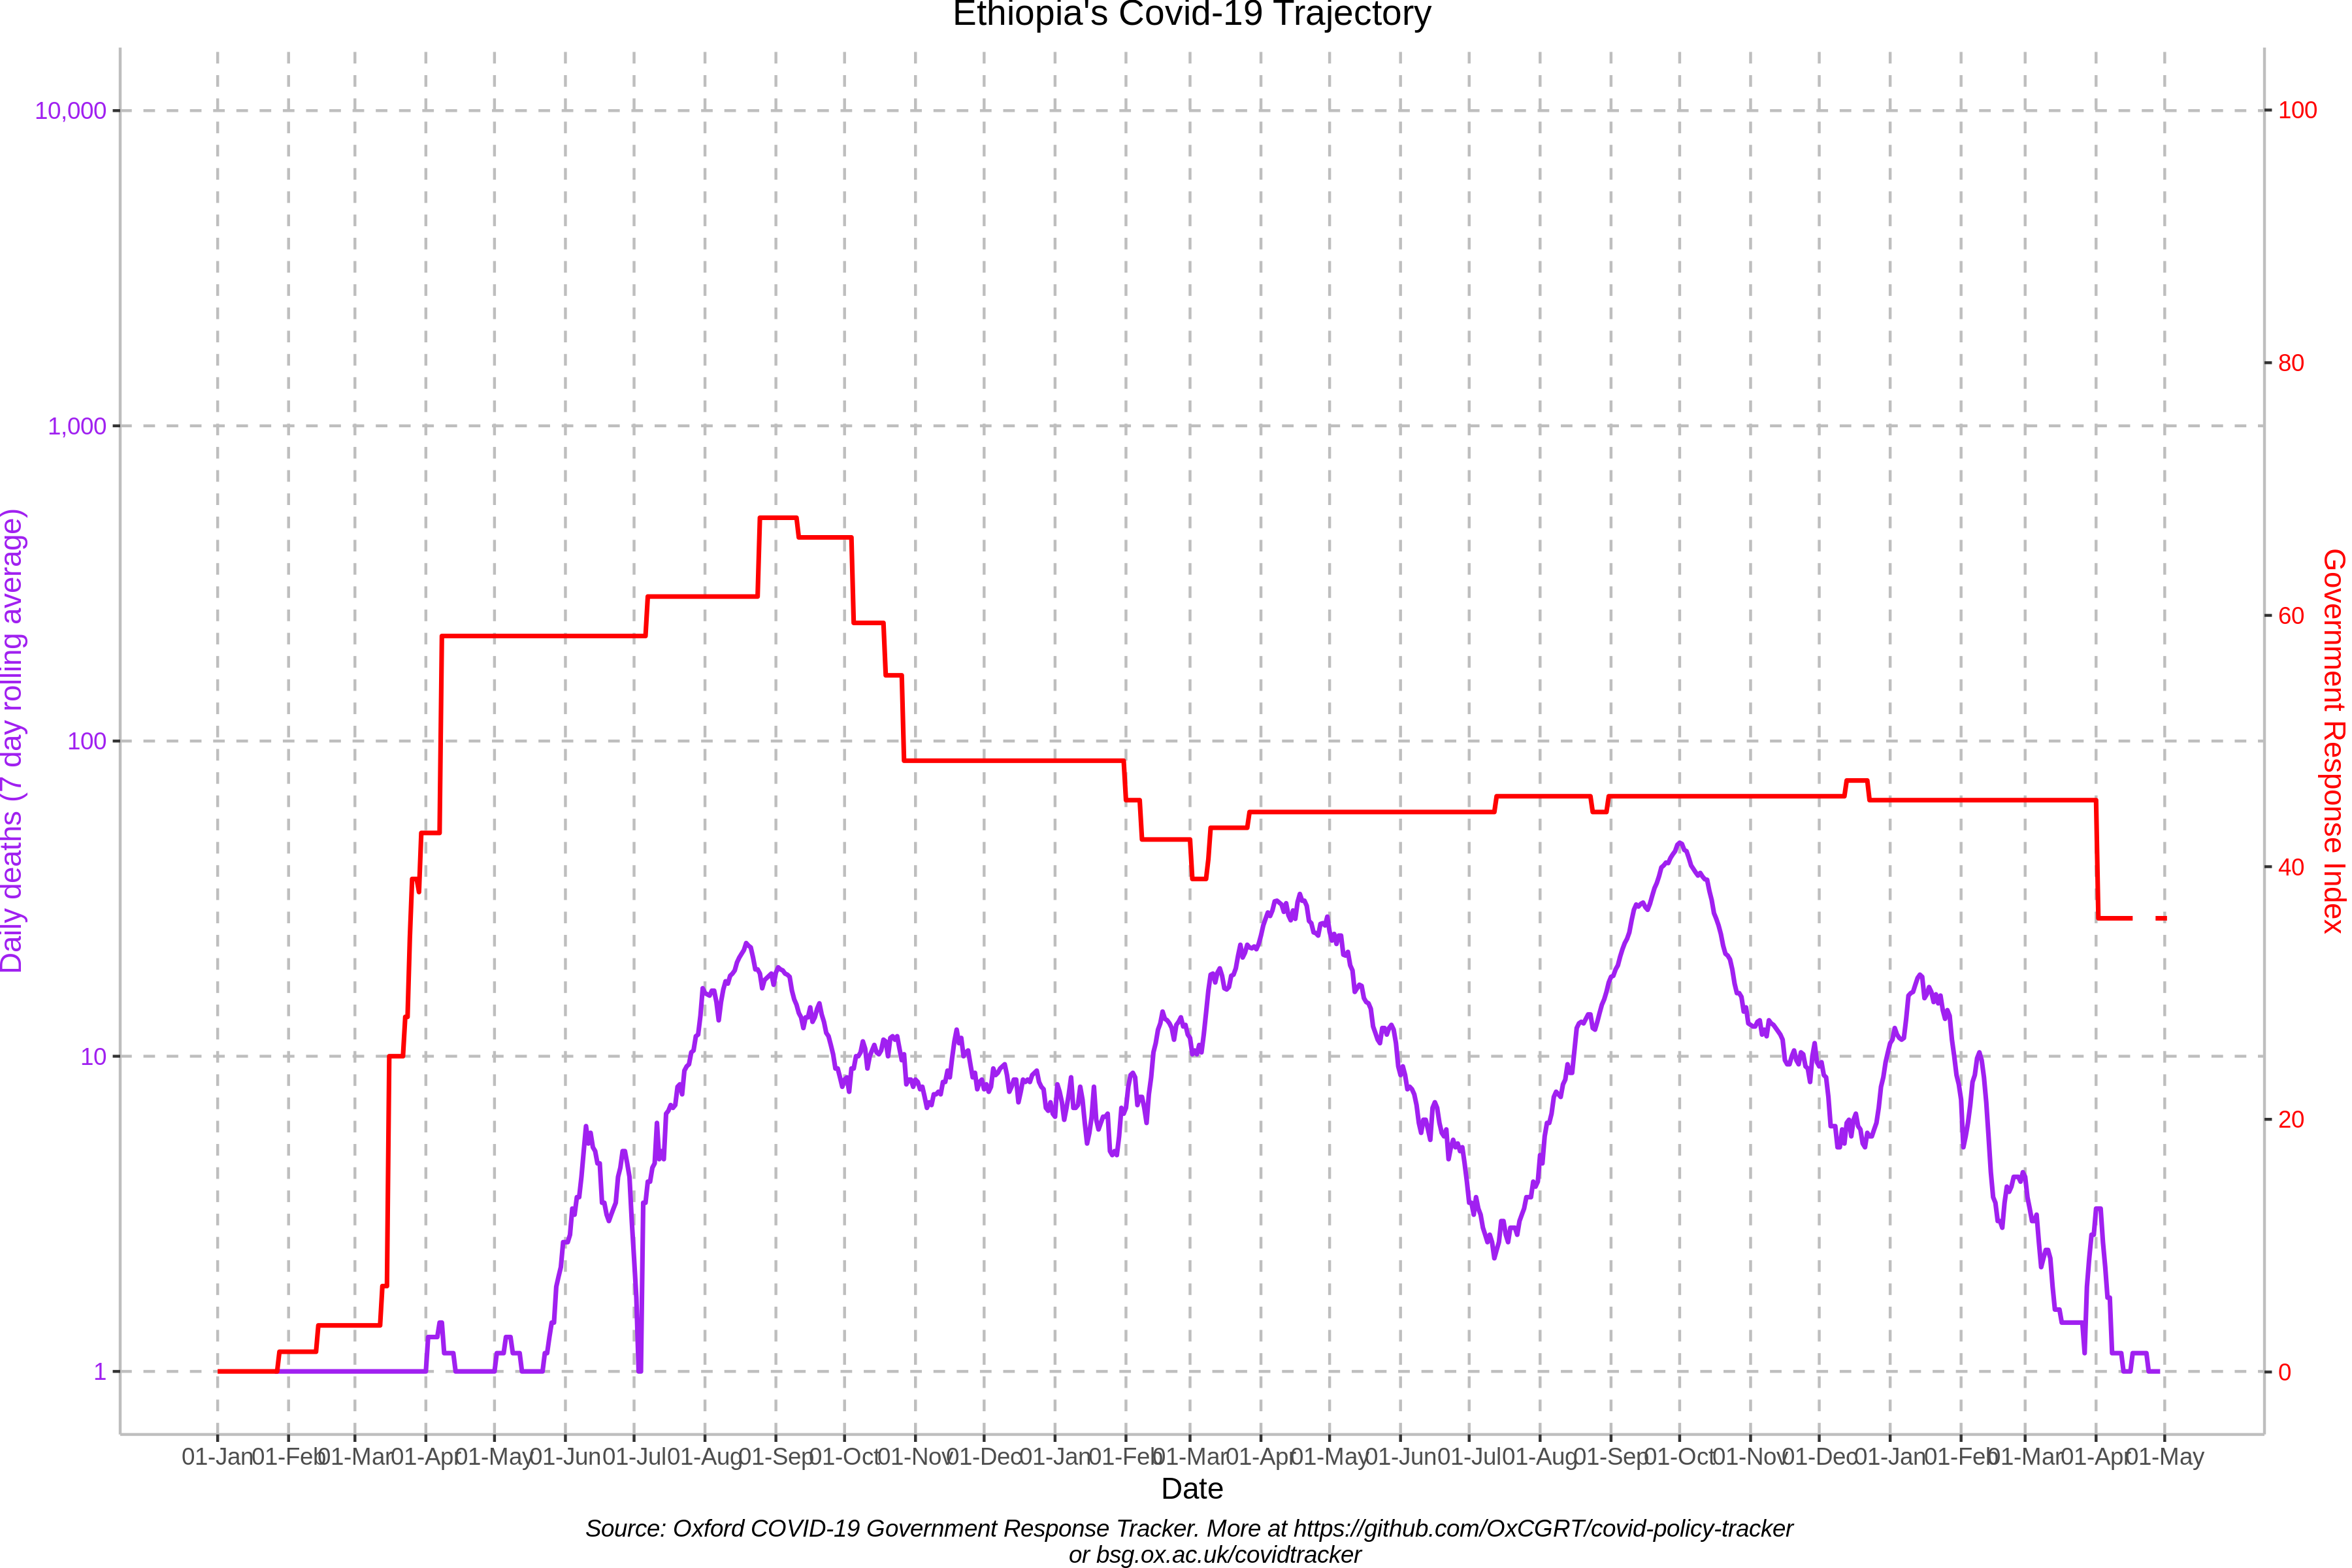 Ethiopia's Covid-19 Trajectory
10,000
1,000
100
10
1
Daily deaths (7 day rolling average)
100
80
60
40
20
0
Government Response Index
01-Jan 01-Feb 01-Mar 01-Apr 01-May 01-Jun 01-Jul 01-Aug 01-Sep 01-Oct 01-Nov 01-Dec 01-Jan 01-Feb 01-Mar 01-Apr 01-May 01-Jun 01-Jul 01-Aug 01-Sep 01-Oct 01-Nov 01-Dec 01-Jan 01-Feb 01-Mar 01-Apr 01-May
Date
Source: Oxford COVID-19 Government Response Tracker. More at https://github.com/OxCGRT/covid-policy-tracker
or bsg.ox.ac.uk/covidtracker